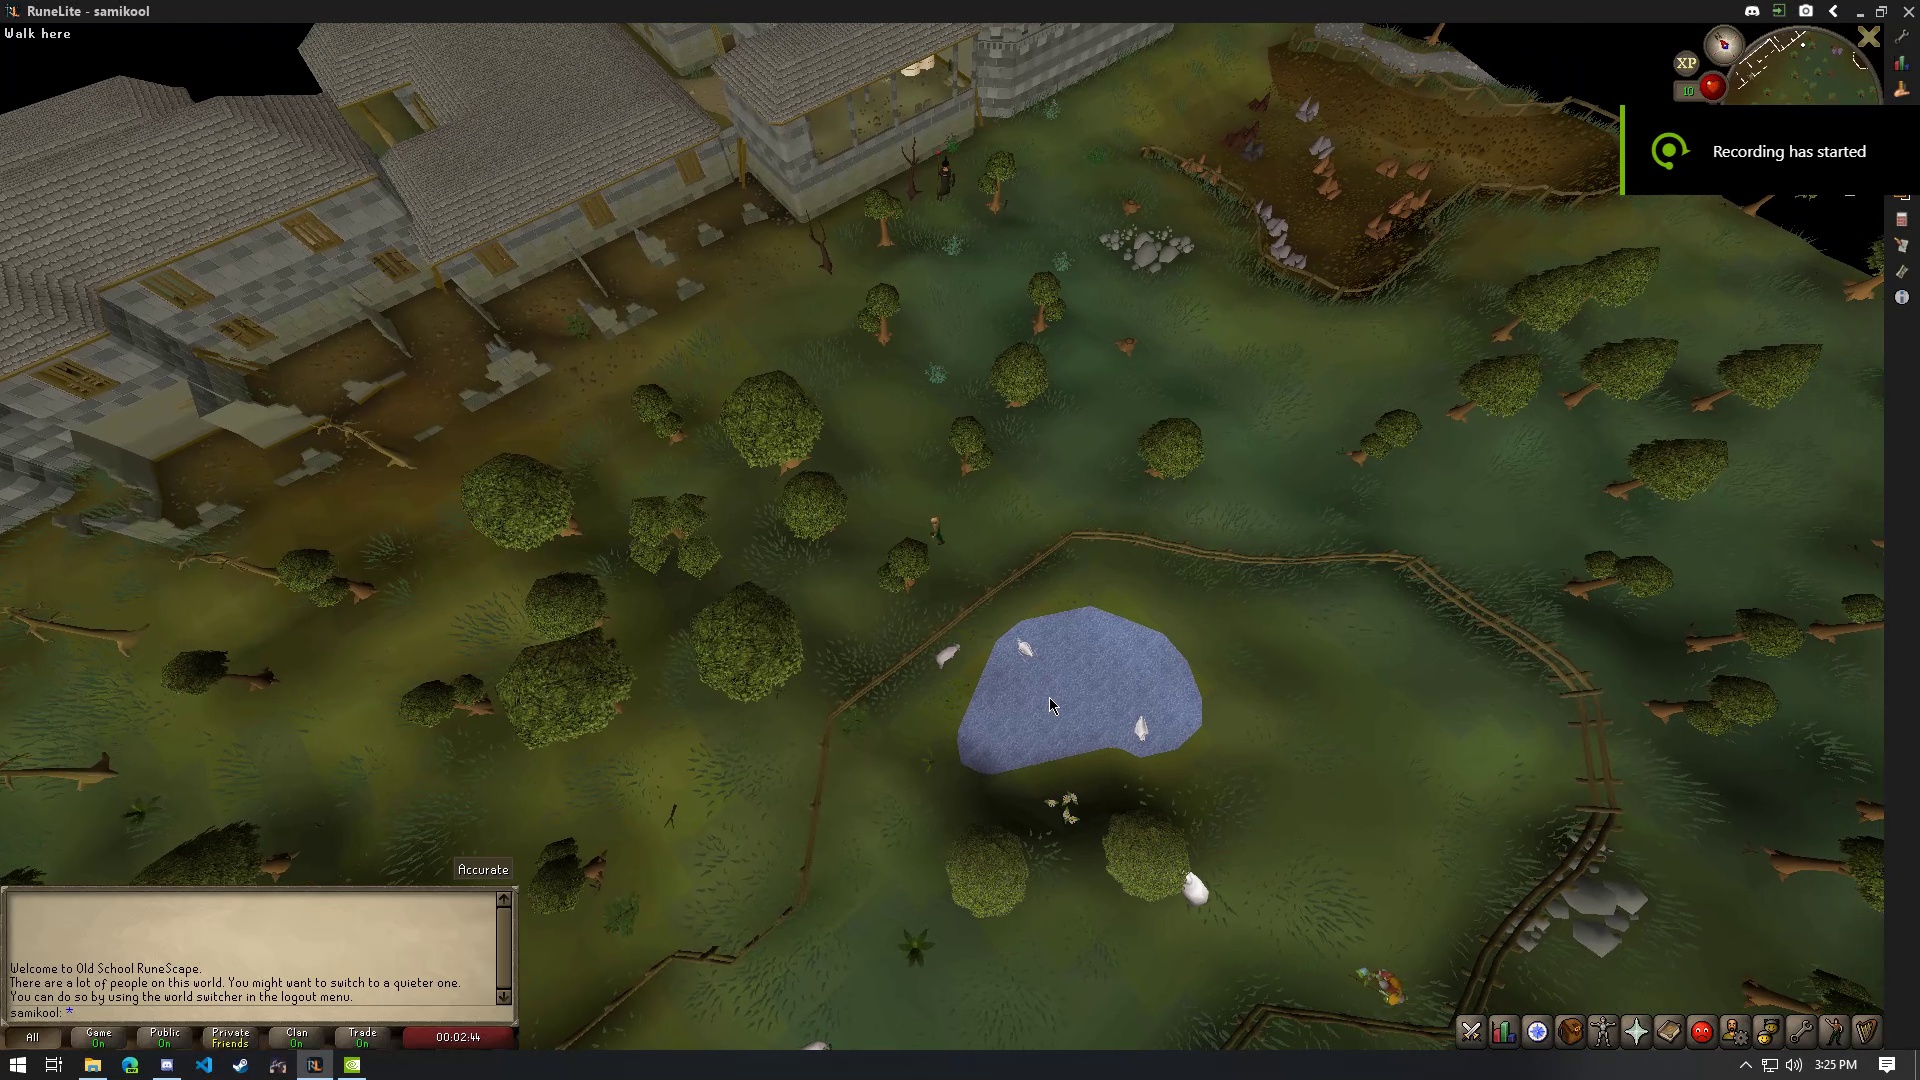 RuneLite - samikool
Walk here
XP
10
Recording has started
Accurate
Welcome to Old School RuneScape.
There are a lot of people on this world. You might want to switch to a quieter one.
You can do so by using the world switcher in the logout menu.
samikool: *
All
Game
On
Public
On
Private
Friends
Clan
On
Trade
On
00:02:44
3:25 PM